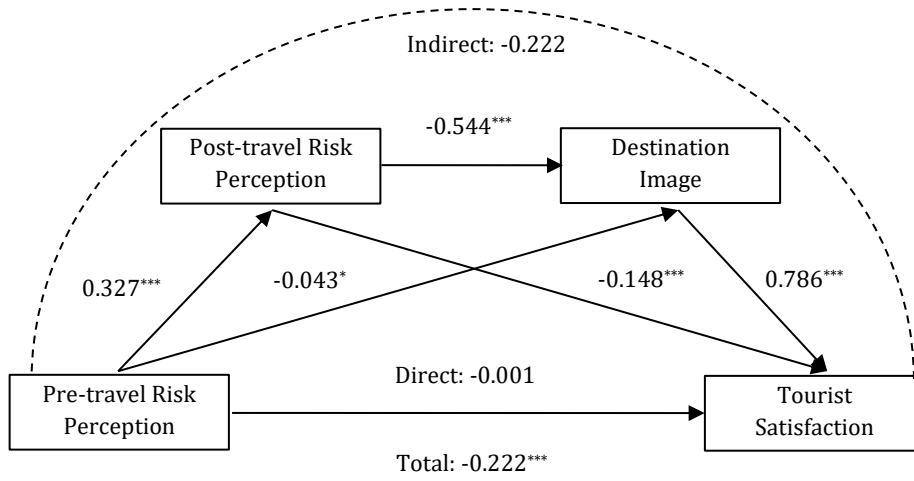 Indirect: -0.222
-0.544***
Post-travel Risk
Perception
Destination
Image
0.327***
-0.043*
-0.148***
0.786***
Pre-travel Risk
Perception
Direct: -0.001
Tourist
Satisfaction
Total: -0.222***